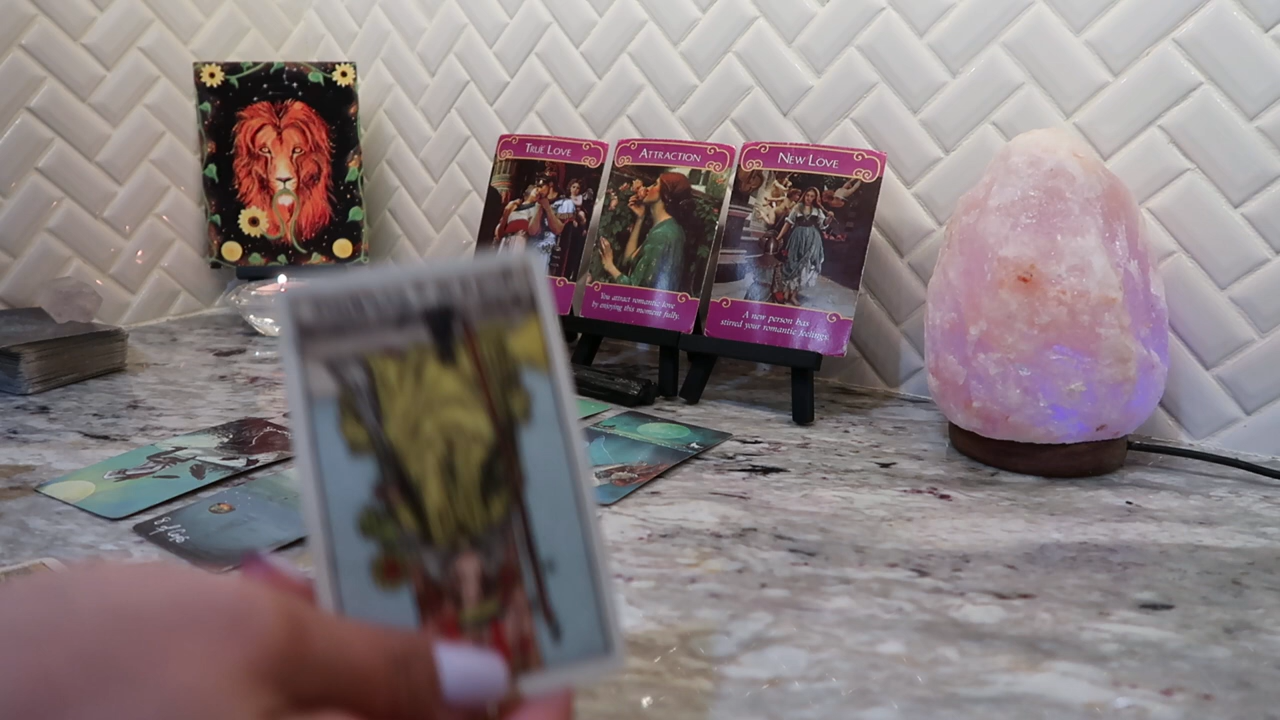 TRUE LOVE
ATTRACTION
NEW LOVE
You attract romantic love
by enjoying this moment fully.
A new person has
stirred your romantic feelings.